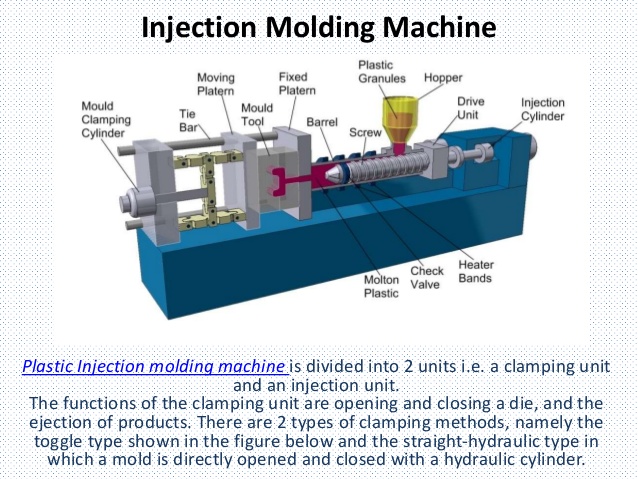 Injection Molding Machine
Plastic
Granules
Hopper
Moving
Platern
Fixed
Platern
Mould
Clamping
Cylinder
Tie
Bar
Mould
Tool
Barrel
Screw
Drive
Unit
Injection
Cylinder
Molton
Plastic
Check
Valve
Heater
Bands
Plastic Injection molding machine is divided into 2 units i.e. a clamping unit
and an injection unit.
The functions of the clamping unit are opening and closing a die, and the
ejection of products. There are 2 types of clamping methods, namely the
toggle type shown in the figure below and the straight-hydraulic type in
which a mold is directly opened and closed with a hydraulic cylinder.